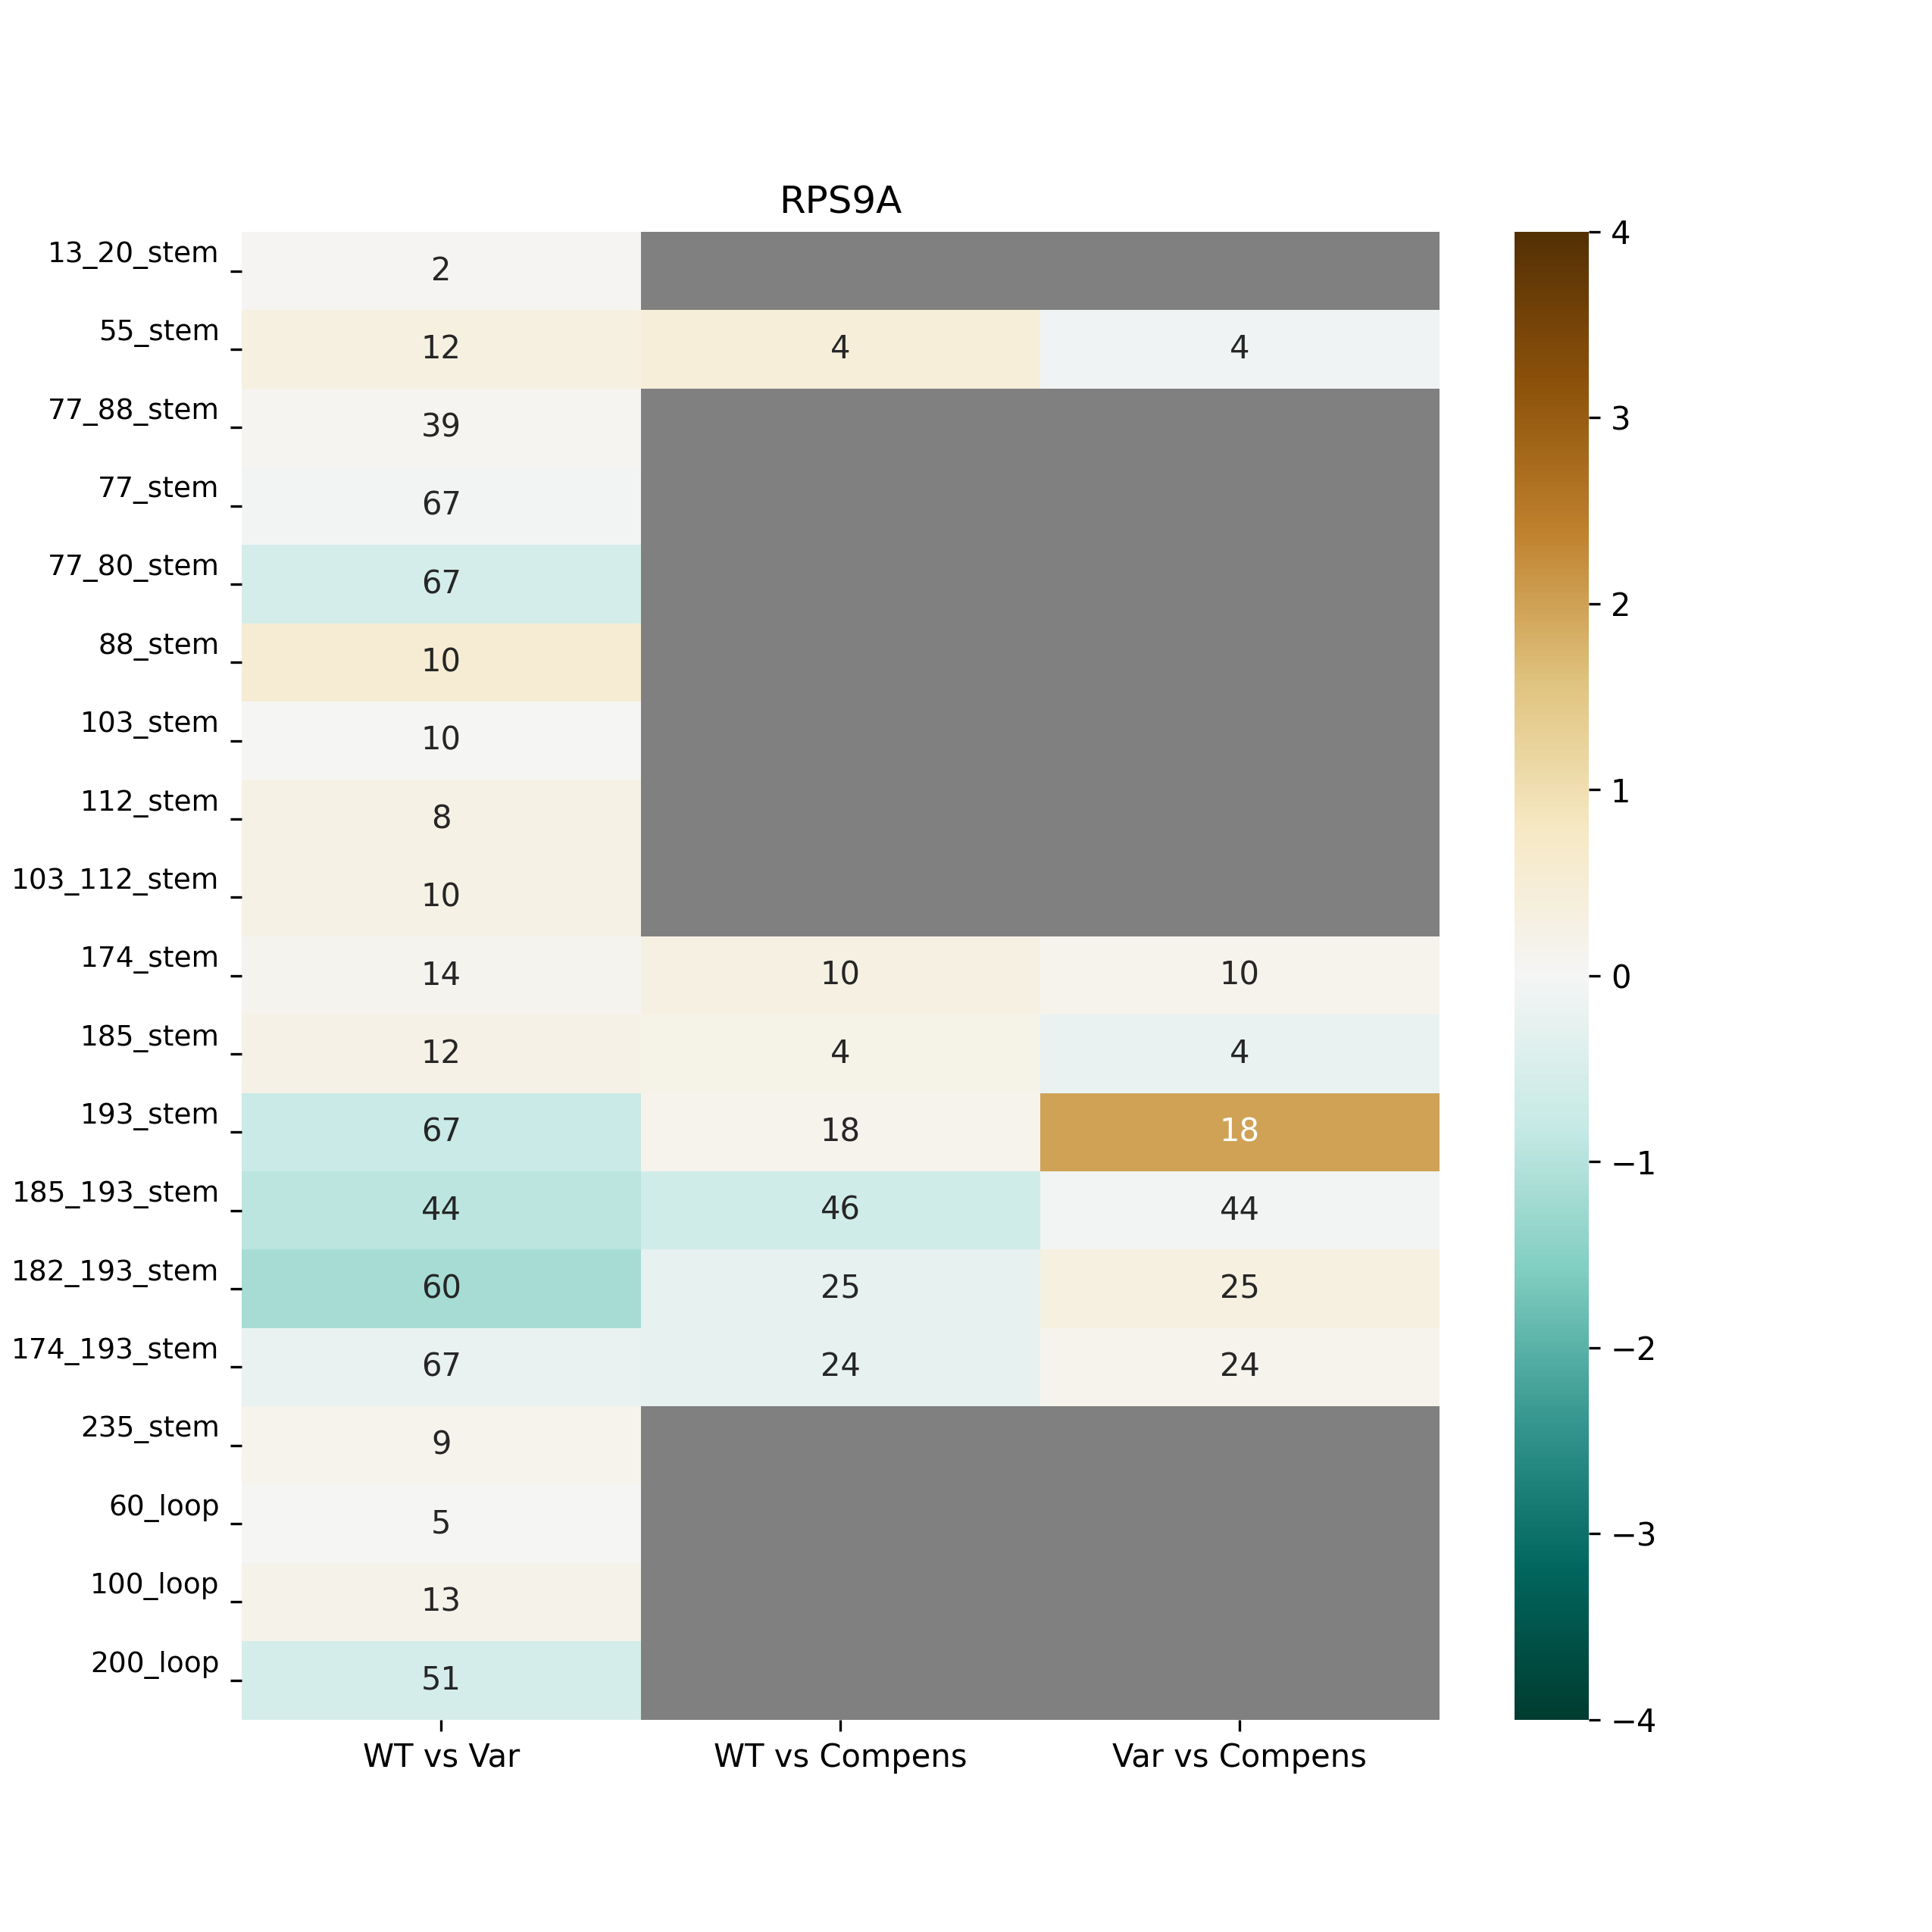 RPS9A
13_20_stem 2
55_stem 12 4 4
77_88_stem 39
77_stem 67
77_80_stem 67
88_stem 10
103_stem 10
112_stem 8
103_112_stem 10
174_stem 14 10 10
185_stem 12 4 4
193_stem 67 18 18
185_193_stem 44 46 44
182_193_stem 60 25 25
174_193_stem 67 24 24
235_stem 9
60_loop 5
100_loop 13
200_loop 51
WT vs Var WT vs Compens Var vs Compens
4
3
2
1
0
−1
−2
−3
−4